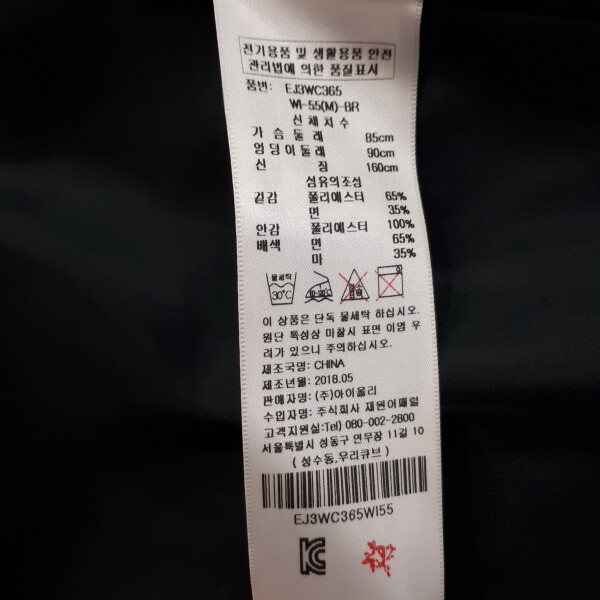 전기용품 및 생활용품 안전
관리법에 의한 품질표시
품번: EJ3WC365
WI-55(M)-BR
신체치수
가슴둘레 85cm
엉덩이둘레 90cm
신 장 160cm
섬유의조성
겉감 폴리에스터 65%
면 35%
안감 폴리에스터 100%
배색 면 65%
마 35%
물세탁
30℃
이 상품은 단독 물세탁 하십시오.
원단 특성상 마찰시 표면 이염 우
려가 있으니 주의하십시오.
제조국명: CHINA
제조년월: 2018.05
판매자명: (주)아이올리
수입자명: 주식회사 재원어패럴
고객지원실:Tel) 080-002-2800
서울특별시 성동구 연무장 11길 10
( 성수동,우리큐브 )
EJ3WC365WI55